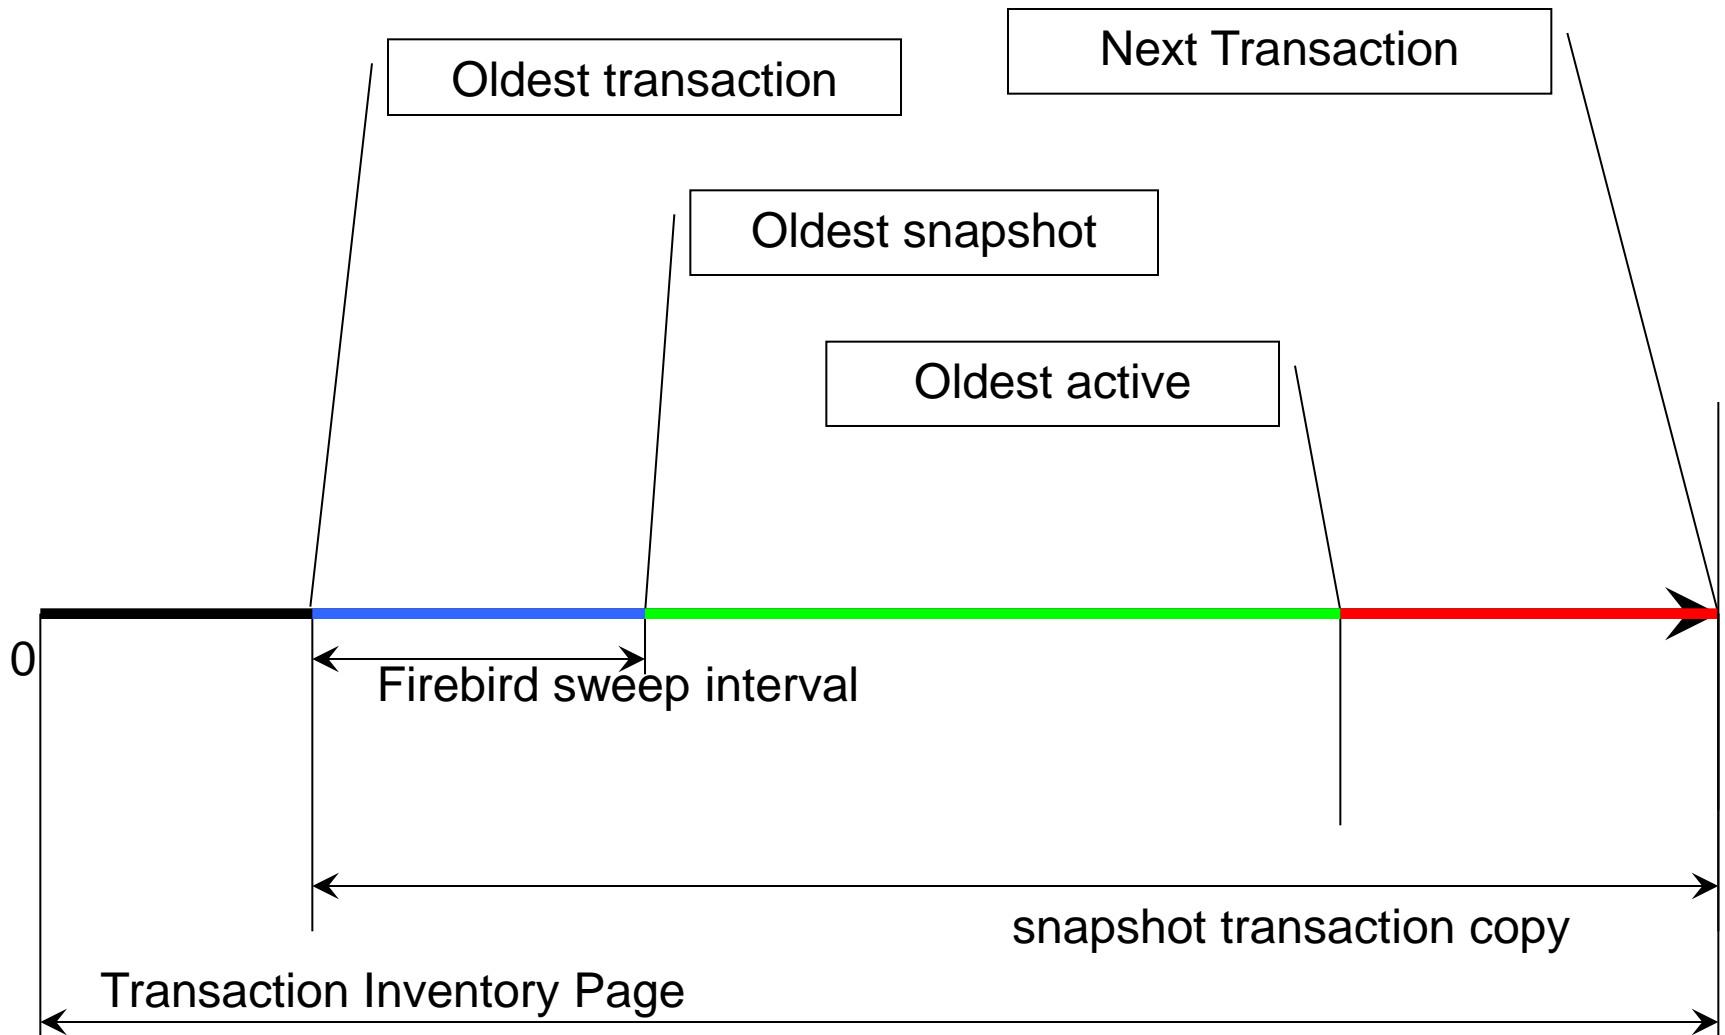 Next Transaction
Oldest transaction
Oldest snapshot
Oldest active
0
Firebird sweep interval
snapshot transaction copy
Transaction Inventory Page